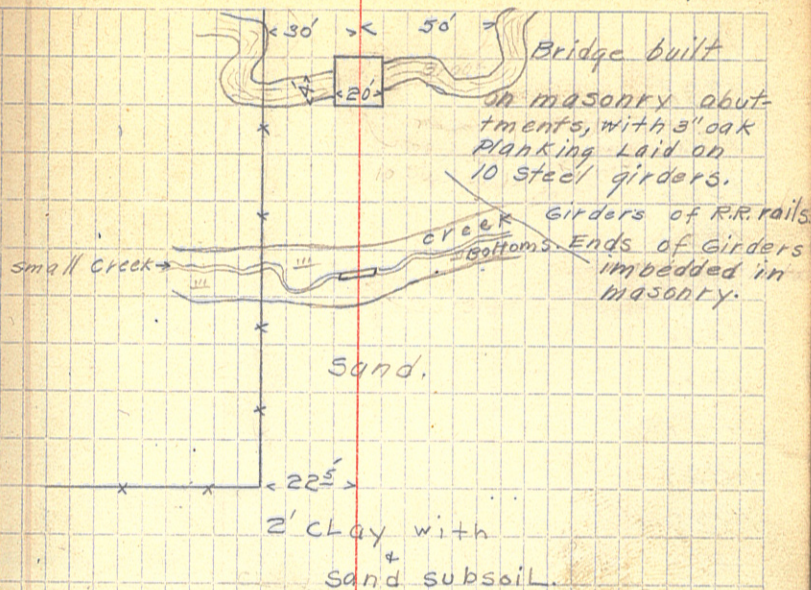 30' 50'
Bridge built
on masonry abut-
tments, with 3" oak
Planking Laid on
10 Steel girders.
4' 20'
Girders of R.R. rails.
Ends of Girders
imbedded in
masonry.
creek
Bottoms.
small Creek
Sand.
22 5'
2' CLay with
&
sand subsoil.